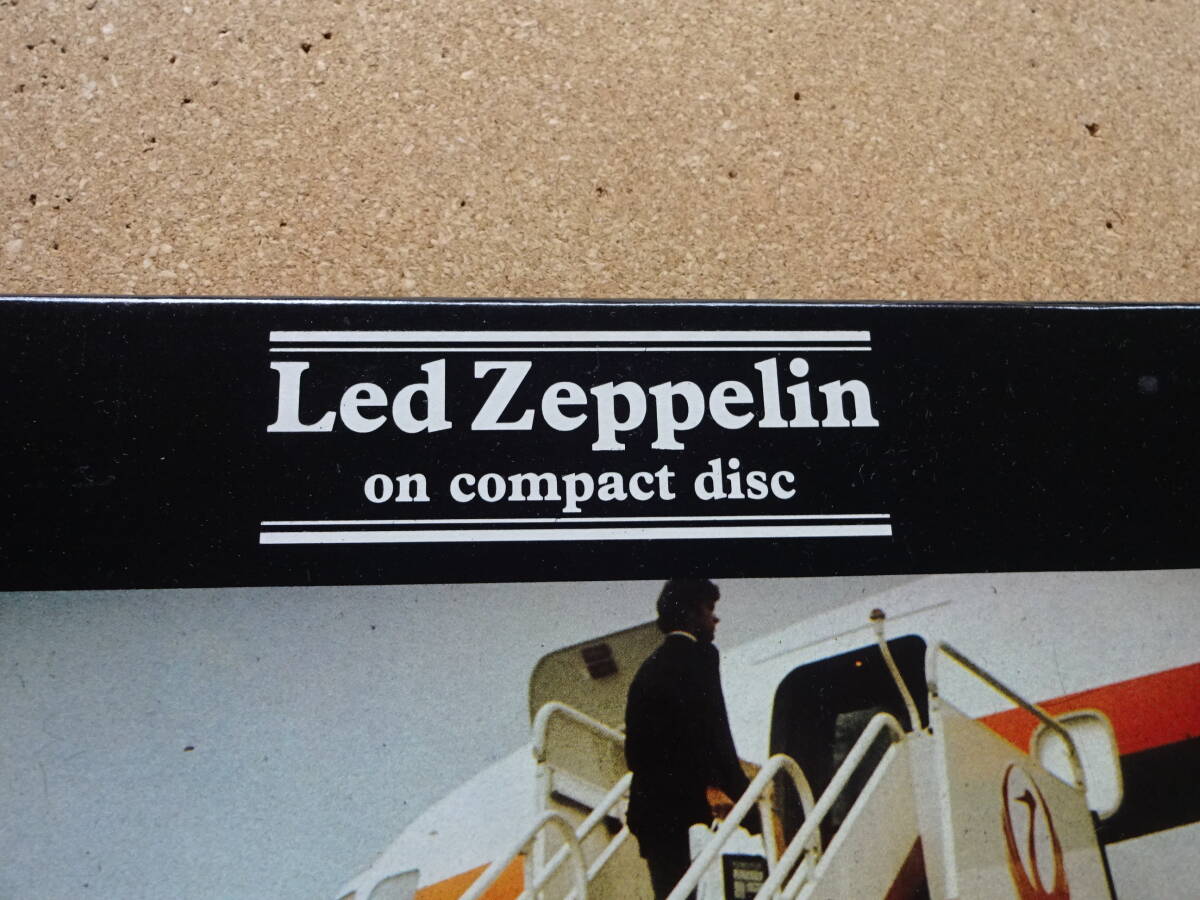 Led Zeppelin
on compact disc